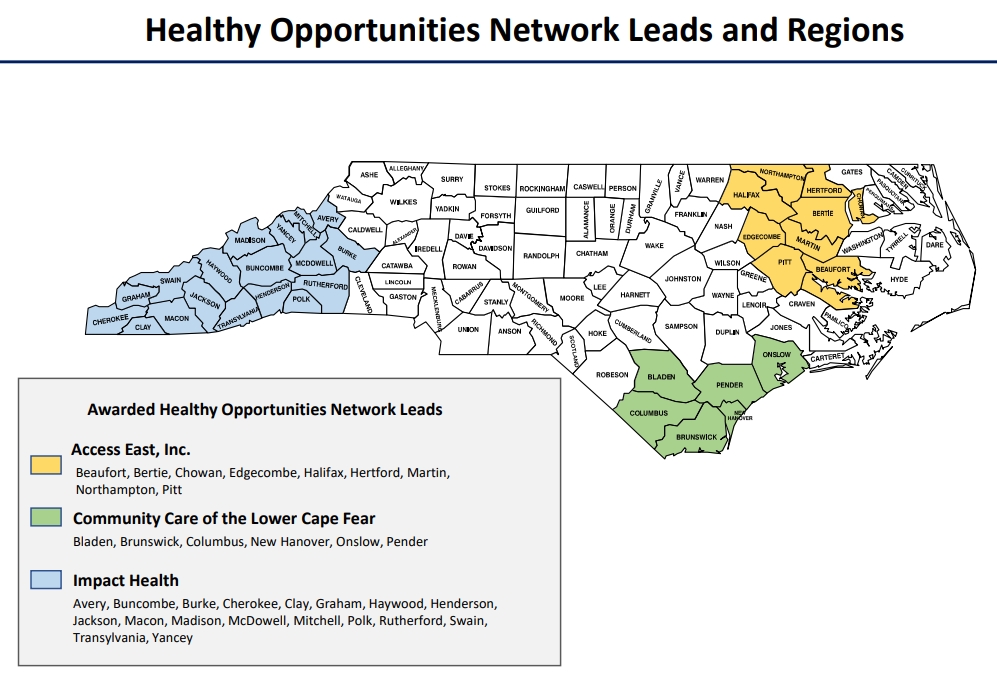 Healthy Opportunities Network Leads and Regions
ASHE
ALLEGHANY
SURRY
STOKES
ROCKINGHAM
CASWELL
PERSON
GRANVILLE
VANCE
WARREN
NORTHAMPTON
GATES
CURRITUCK
CAMDEN
PASQUOTANK
PERQUIMANS
WATAUGA
WILKES
YADKIN
FORSYTH
GUILFORD
ALAMANCE
ORANGE
DURHAM
FRANKLIN
HALIFAX
HERTFORD
BERTIE
CHOWAN
AVERY
MITCHELL
YANCEY
MADISON
CALDWELL
ALEXANDER
IREDELL
DAVIE
DAVIDSON
RANDOLPH
CHATHAM
WAKE
NASH
EDGECOMBE
MARTIN
WASHINGTON
TYRRELL
DARE
BURKE
MCDOWELL
BUNCOMBE
HAYWOOD
SWAIN
CATAWBA
ROWAN
WILSON
PITT
BEAUFORT
HYDE
GRAHAM
JACKSON
HENDERSON
RUTHERFORD
POLK
CLEVELAND
LINCOLN
GASTON
MECKLENBURG
CABARRUS
STANLY
MONTGOMERY
MOORE
LEE
HARNETT
JOHNSTON
WAYNE
GREENE
LENOIR
CRAVEN
PAMLICO
CHEROKEE
CLAY
MACON
TRANSYLVANIA
UNION
ANSON
RICHMOND
SCOTLAND
HOKE
CUMBERLAND
SAMPSON
DUPLIN
JONES
CARTERET
ONSLOW
ROBESON
BLADEN
PENDER
COLUMBUS
NEW
HANOVER
BRUNSWICK
Awarded Healthy Opportunities Network Leads
Access East, Inc.
Beaufort, Bertie, Chowan, Edgecombe, Halifax, Hertford, Martin,
Northampton, Pitt
Community Care of the Lower Cape Fear
Bladen, Brunswick, Columbus, New Hanover, Onslow, Pender
Impact Health
Avery, Buncombe, Burke, Cherokee, Clay, Graham, Haywood, Henderson,
Jackson, Macon, Madison, McDowell, Mitchell, Polk, Rutherford, Swain,
Transylvania, Yancey